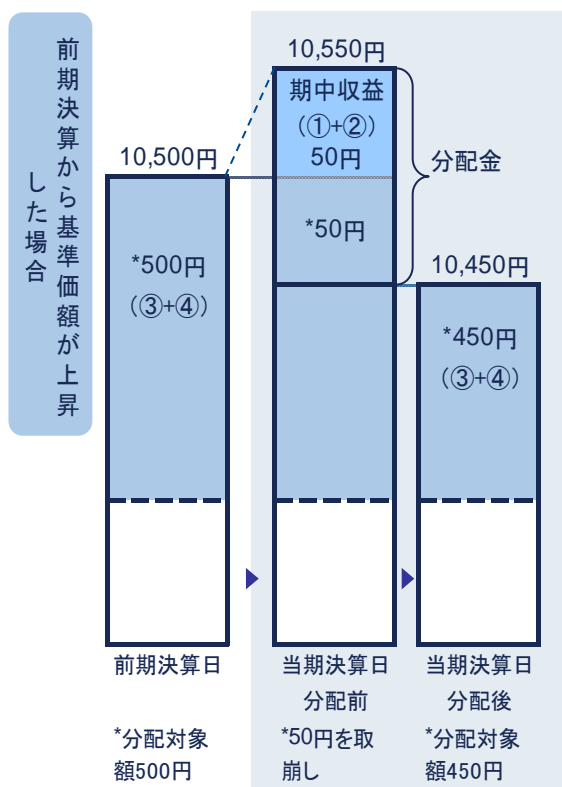 前期決算から基準価額が上昇
した場合
10,500円
*500円
（③+④）
10,550円
期中収益
（①+②）
50円
*50円
分配金
10,450円
*450円
（③+④）
前期決算日
当期決算日
分配前
当期決算日
分配後
*分配対象
額500円
*50円を取
崩し
*分配対象
額450円